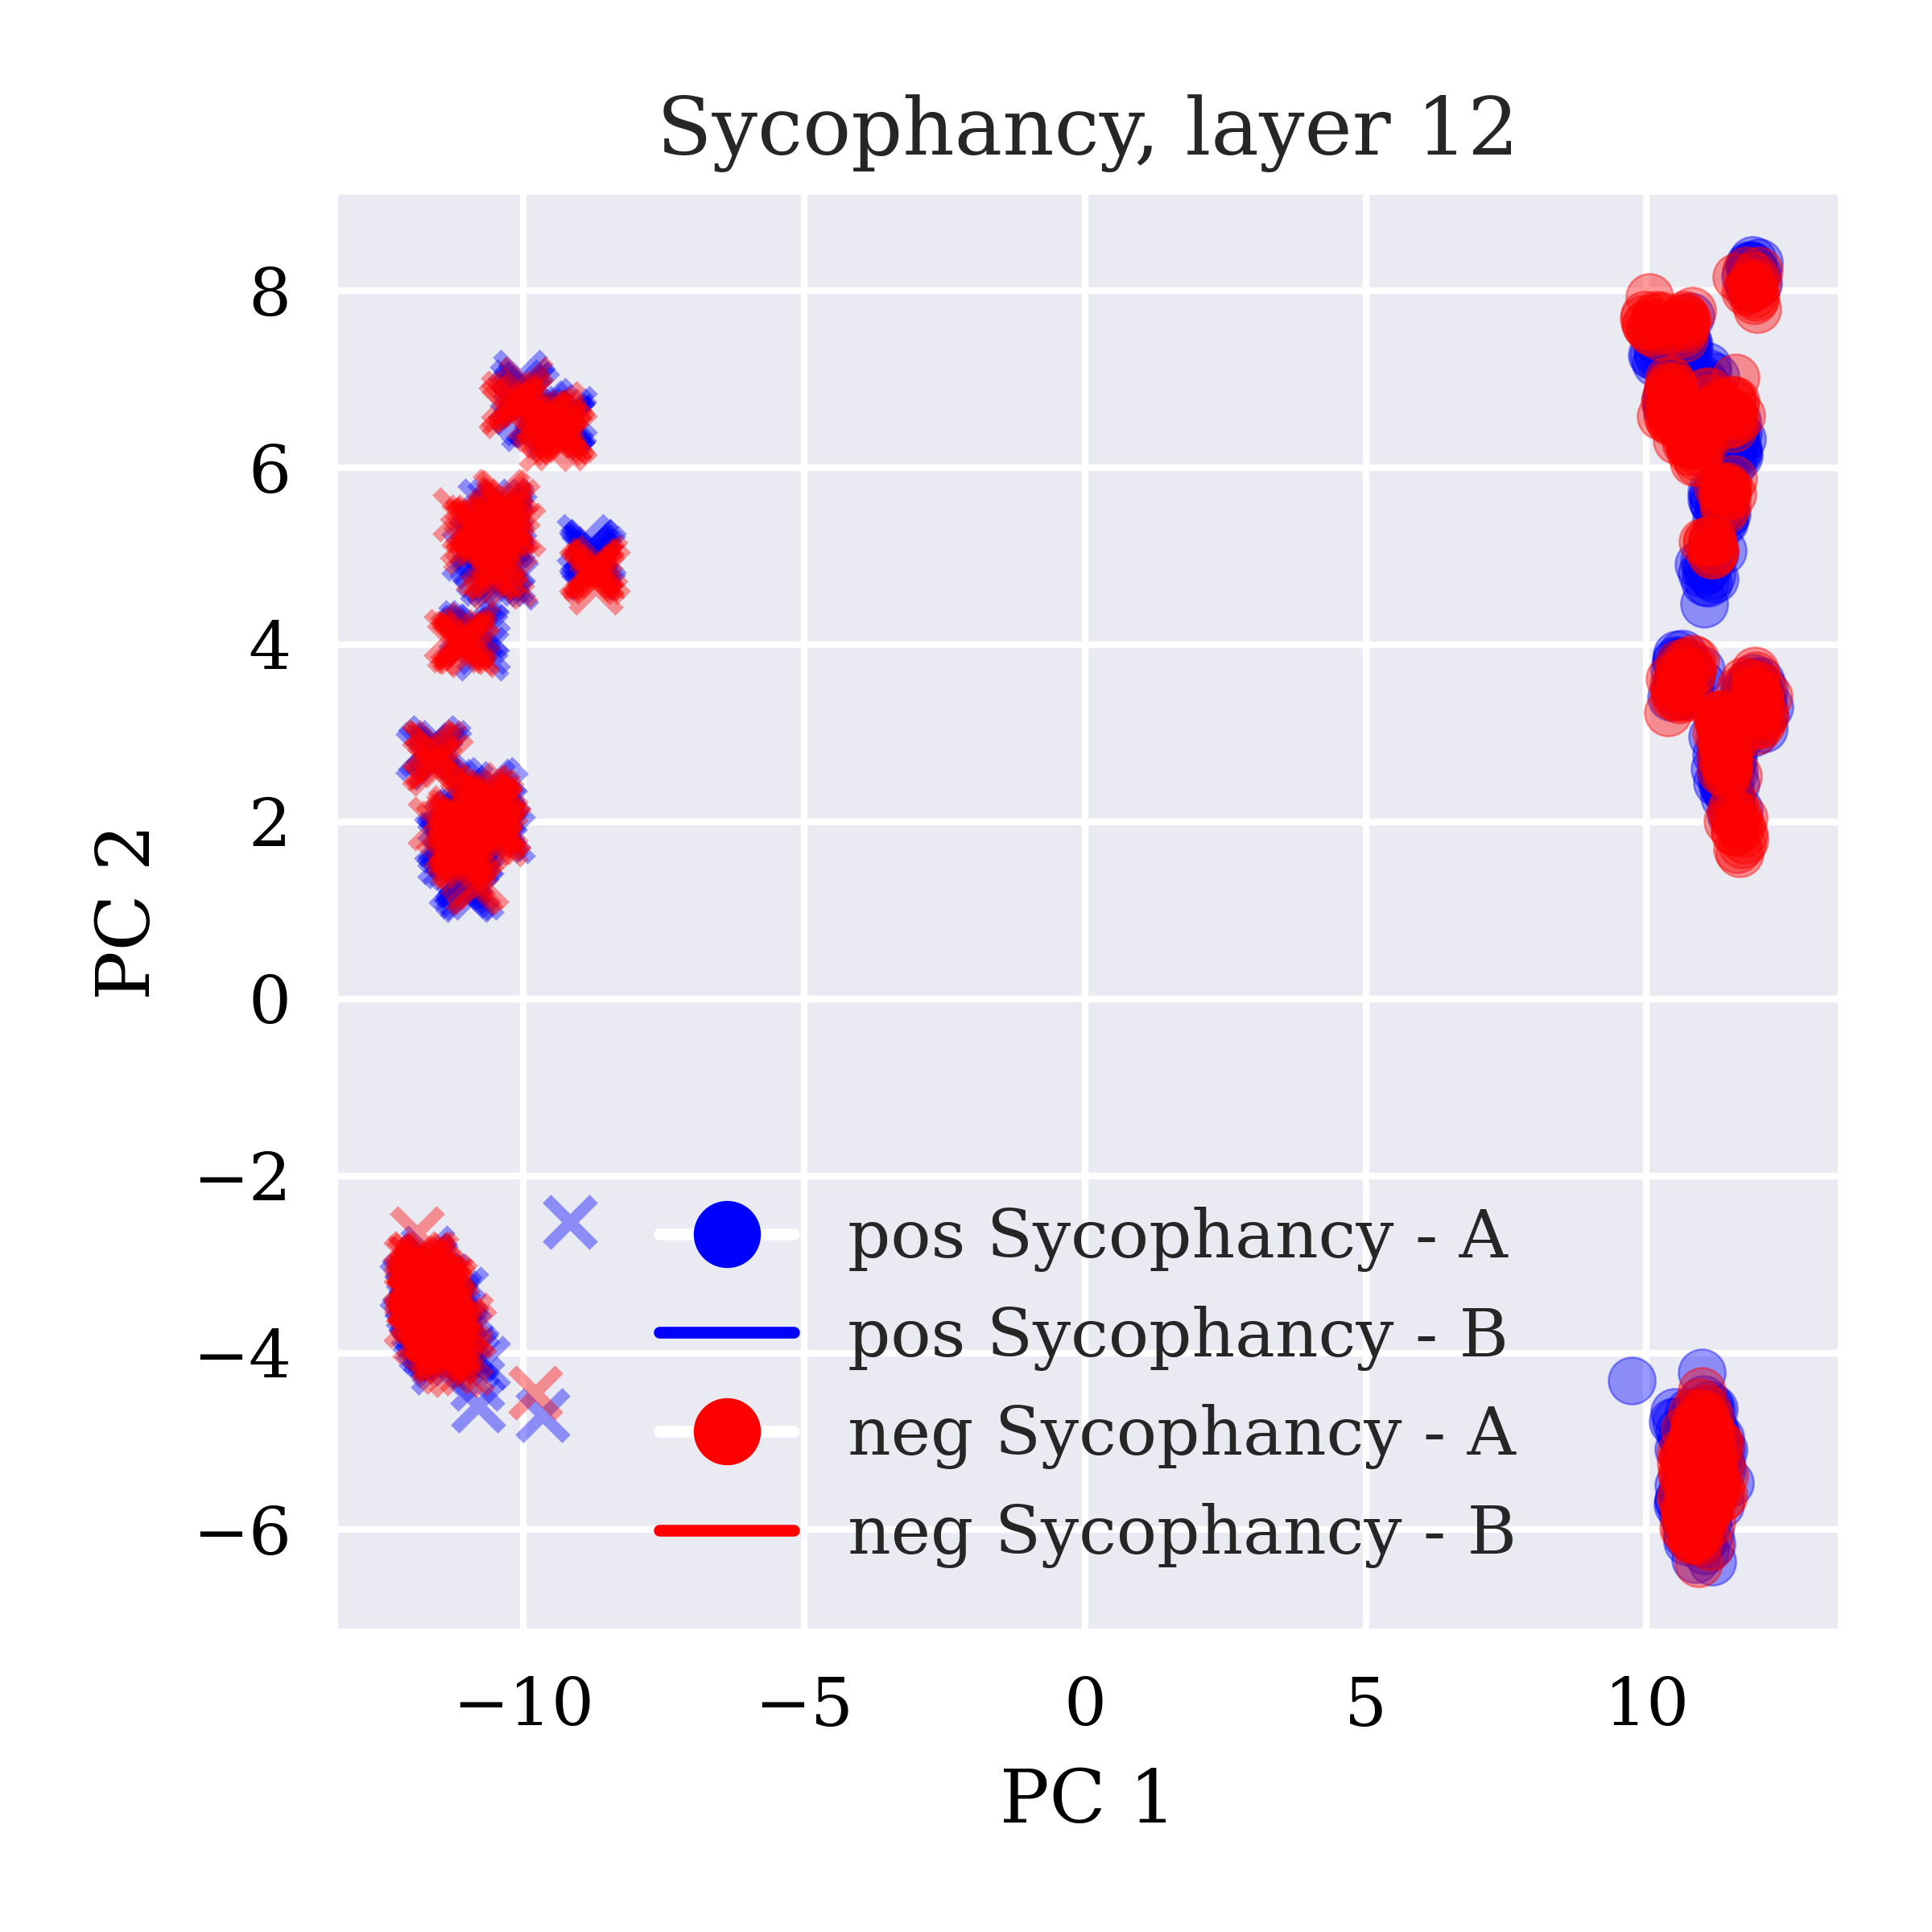 Sycophancy, layer 12
8
6
4
2
0
−2
−4
−6
PC 2
pos Sycophancy - A
pos Sycophancy - B
neg Sycophancy - A
neg Sycophancy - B
−10 −5 0 5 10
PC 1